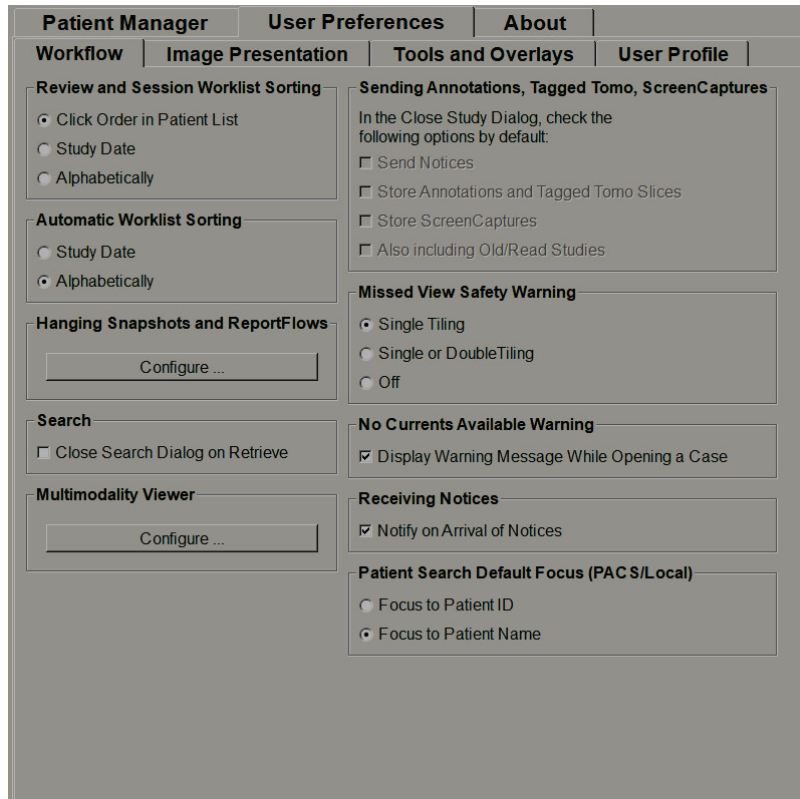 Patient Manager
User Preferences
About
Workflow
Image Presentation
Tools and Overlays
User Profile
Review and Session Worklist Sorting
Click Order in Patient List
Study Date
Alphabetically
Automatic Worklist Sorting
Study Date
Alphabetically
Hanging Snapshots and ReportFlows
Configure ...
Search
Close Search Dialog on Retrieve
Multimodality Viewer
Configure ...
Sending Annotations, Tagged Tomo, ScreenCaptures
In the Close Study Dialog, check the
following options by default:
Send Notices
Store Annotations and Tagged Tomo Slices
Store ScreenCaptures
Also including Old/Read Studies
Missed View Safety Warning
Single Tiling
Single or DoubleTiling
Off
No Currents Available Warning
Display Warning Message While Opening a Case
Receiving Notices
Notify on Arrival of Notices
Patient Search Default Focus (PACS/Local)
Focus to Patient ID
Focus to Patient Name